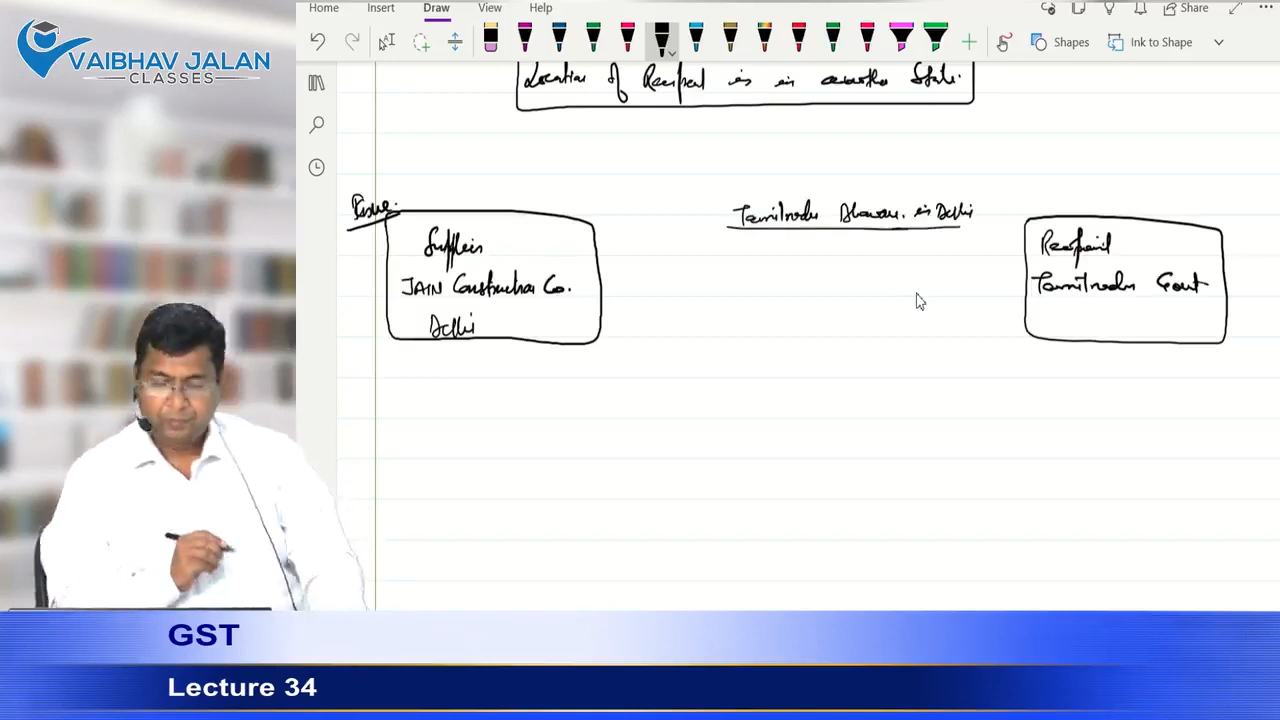 VAIBHAV JALAN
CLASSES
Home Insert Draw View Help Share
Shapes Ink to Shape
Location of Recipient is in another State.
Issue.
Supplier
JAIN Construction Co.
Delhi
Tamilnadu Bhawan. in Delhi
Recipient
Tamilnadu Govt
GST
Lecture 34